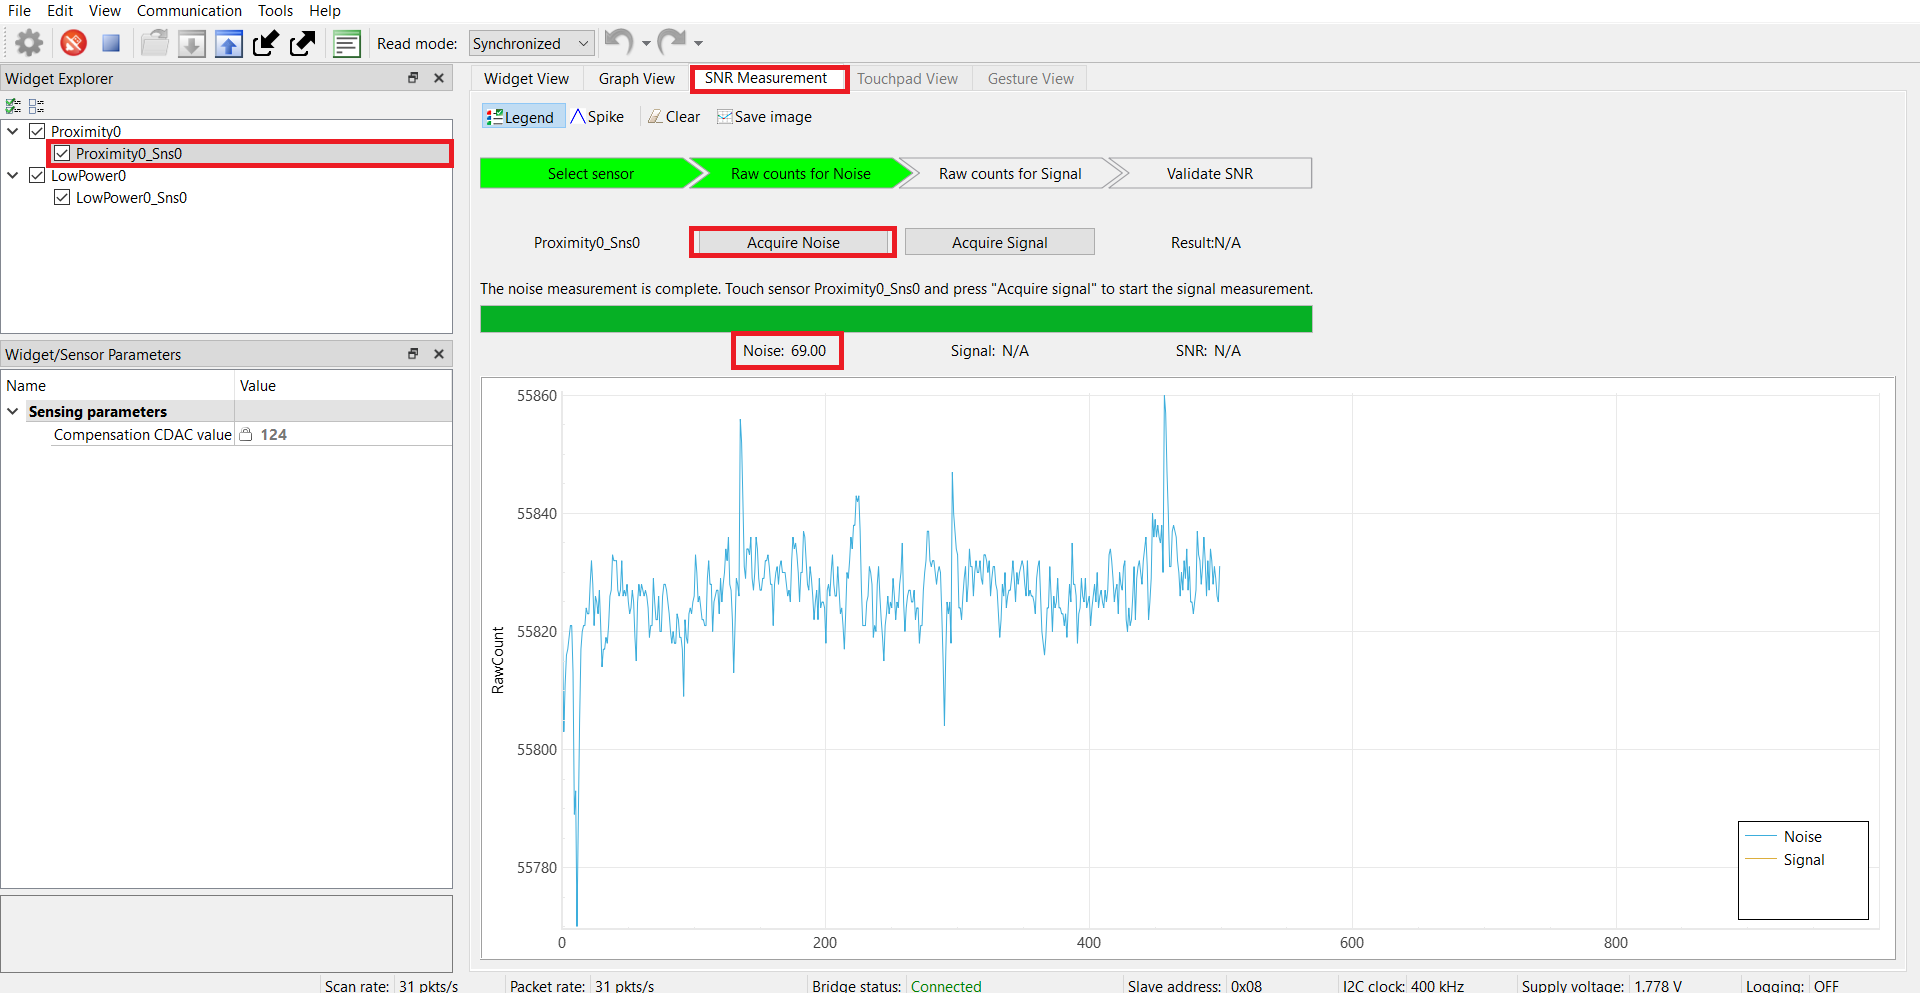 File Edit View Communication Tools Help
Read mode: Synchronized
Widget Explorer
Proximity0
Proximity0_Sns0
LowPower0
LowPower0_Sns0
Widget/Sensor Parameters
Name Value
Sensing parameters
Compensation CDAC value 124
Widget View Graph View SNR Measurement Touchpad View Gesture View
Legend Spike Clear Save image
Select sensor Raw counts for Noise Raw counts for Signal Validate SNR
Proximity0_Sns0 Acquire Noise Acquire Signal Result:N/A
The noise measurement is complete. Touch sensor Proximity0_Sns0 and press "Acquire signal" to start the signal measurement.
Noise: 69.00 Signal: N/A SNR: N/A
55860
55840
55820
55800
55780
RawCount
0 200 400 600 800
Noise
Signal
Scan rate: 31 pkts/s Packet rate: 31 pkts/s Bridge status: Connected Slave address: 0x08 I2C clock: 400 kHz Supply voltage: 1.778 V Logging: OFF